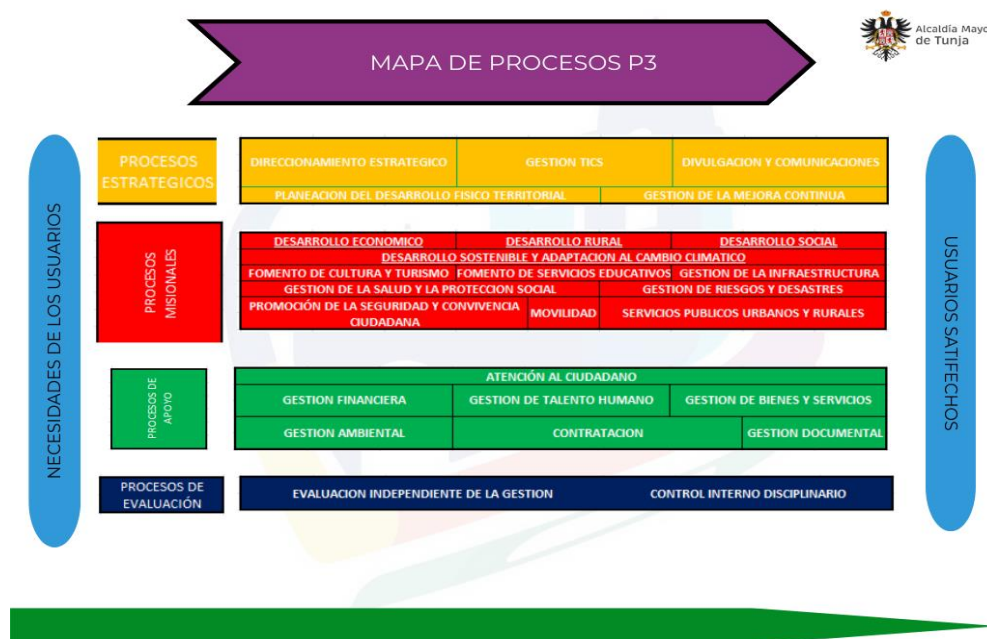 Alcaldía Mayo
de Tunja
MAPA DE PROCESOS P3
NECESIDADES DE LOS USUARIOS
PROCESOS
ESTRATEGICOS
DIRECCIONAMIENTO ESTRATEGICO
GESTION TICS
DIVULGACION Y COMUNICACIONES
PLANEACION DEL DESARROLLO FISICO TERRITORIAL
GESTION DE LA MEJORA CONTINUA
PROCESOS
MISIONALES
DESARROLLO ECONOMICO
DESARROLLO RURAL
DESARROLLO SOCIAL
DESARROLLO SOSTENIBLE Y ADAPTACION AL CAMBIO CLIMATICO
FOMENTO DE CULTURA Y TURISMO
FOMENTO DE SERVICIOS EDUCATIVOS
GESTION DE LA INFRAESTRUCTURA
GESTION DE LA SALUD Y LA PROTECCION SOCIAL
GESTION DE RIESGOS Y DESASTRES
PROMOCIÓN DE LA SEGURIDAD Y CONVIVENCIA
CIUDADANA
MOVILIDAD
SERVICIOS PUBLICOS URBANOS Y RURALES
PROCESOS DE
APOYO
ATENCIÓN AL CIUDADANO
GESTION FINANCIERA
GESTION DE TALENTO HUMANO
GESTION DE BIENES Y SERVICIOS
GESTION AMBIENTAL
CONTRATACION
GESTION DOCUMENTAL
PROCESOS DE
EVALUACIÓN
EVALUACION INDEPENDIENTE DE LA GESTION
CONTROL INTERNO DISCIPLINARIO
USUARIOS SATIFECHOS